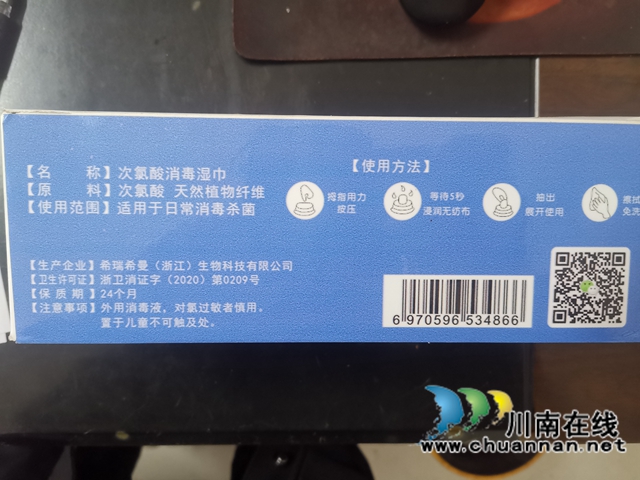 【名　　称】次氯酸消毒湿巾
【原　　料】次氯酸 天然植物纤维
【使用范围】适用于日常消毒杀菌
【使用方法】
拇指用力
按压
等待5秒
浸润无纺布
抽出
展开使用
擦拭
免洗
【生产企业】希瑞希曼（浙江）生物科技有限公司
【卫生许可证】浙卫消证字（2020）第0209号
【保 质 期】24个月
【注意事项】外用消毒液，对氯过敏者慎用。
置于儿童不可触及处。
6 970596 534866
川南在线
www.chuannan.net